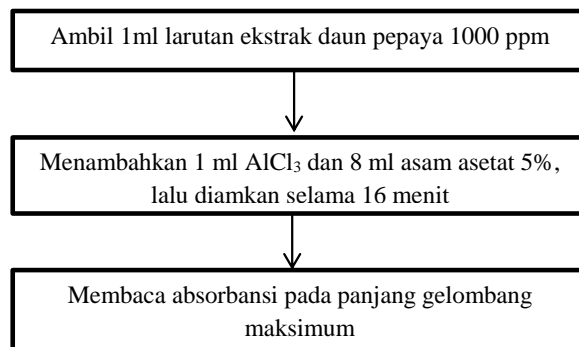 Ambil 1ml larutan ekstrak daun pepaya 1000 ppm
Menambahkan 1 ml AlCl₃ dan 8 ml asam asetat 5%,
lalu diamkan selama 16 menit
Membaca absorbansi pada panjang gelombang
maksimum